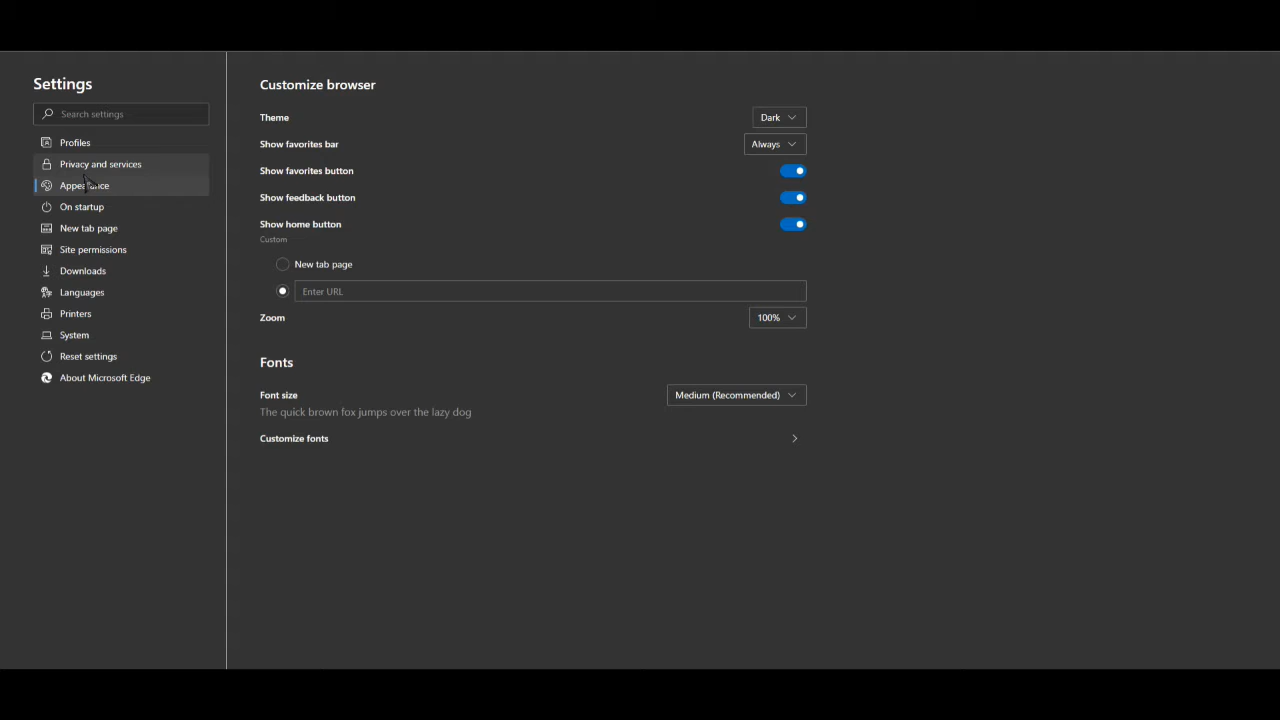 Settings
Search settings
Profiles
Privacy and services
Appearance
On startup
New tab page
Site permissions
Downloads
Languages
Printers
System
Reset settings
About Microsoft Edge
Customize browser
Theme
Dark
Show favorites bar
Always
Show favorites button
Show feedback button
Show home button
Custom
New tab page
Enter URL
Zoom
100%
Fonts
Font size
Medium (Recommended)
The quick brown fox jumps over the lazy dog
Customize fonts